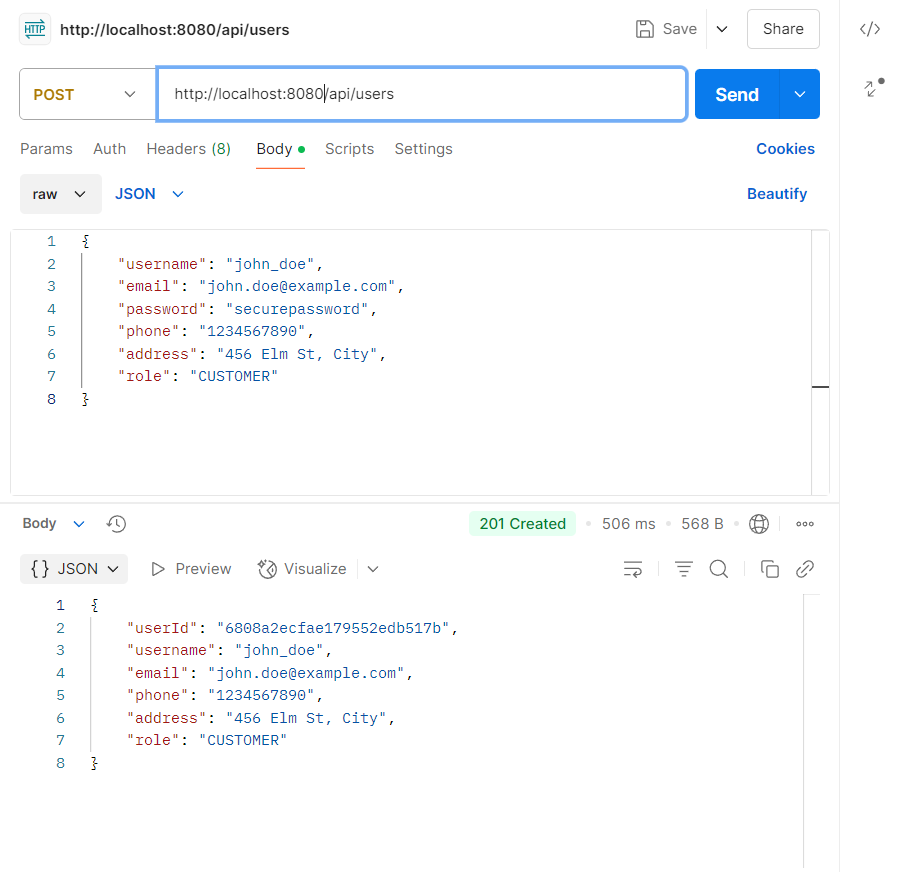 HTTP http://localhost:8080/api/users Save Share
POST http://localhost:8080/api/users Send
Params Auth Headers (8) Body Scripts Settings Cookies
raw JSON Beautify
1 {
2 "username": "john_doe",
3 "email": "john.doe@example.com",
4 "password": "securepassword",
5 "phone": "1234567890",
6 "address": "456 Elm St, City",
7 "role": "CUSTOMER"
8 }
Body 201 Created 506 ms 568 B
{} JSON Preview Visualize
1 {
2 "userId": "6808a2ecfae179552edb517b",
3 "username": "john_doe",
4 "email": "john.doe@example.com",
5 "phone": "1234567890",
6 "address": "456 Elm St, City",
7 "role": "CUSTOMER"
8 }